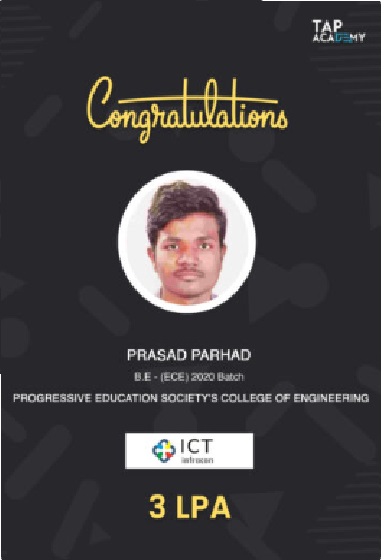 TAP
ACADEMY
Congratulations
PRASAD PARHAD
B.E - (ECE) 2020 Batch
PROGRESSIVE EDUCATION SOCIETY'S COLLEGE OF ENGINEERING
ICT
3 LPA